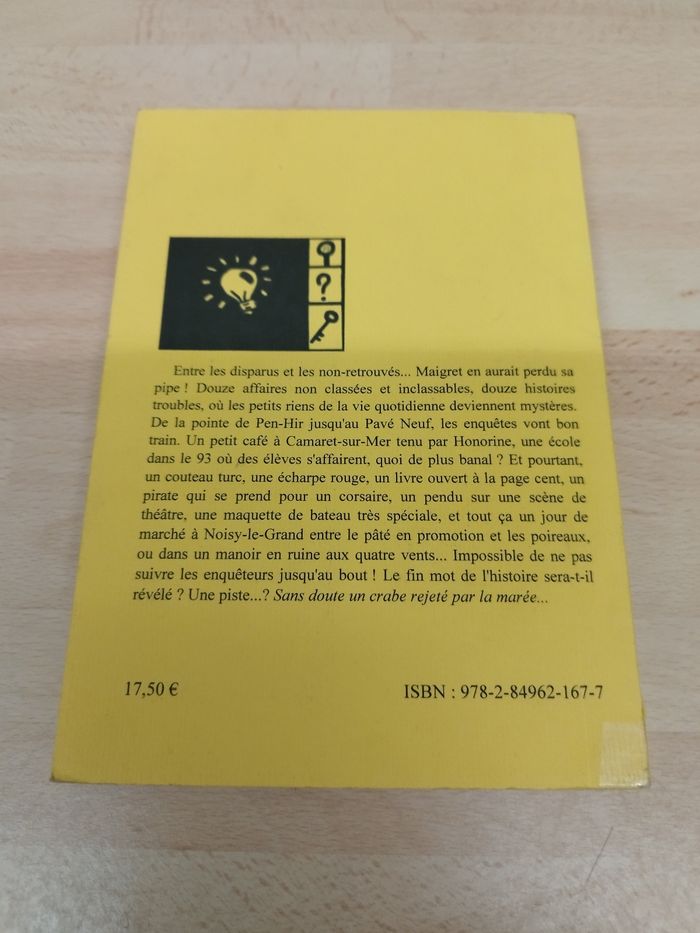 ?
Entre les disparus et les non-retrouvés... Maigret en aurait perdu sa
pipe ! Douze affaires non classées et inclassables, douze histoires
troubles, où les petits riens de la vie quotidienne deviennent mystères.
De la pointe de Pen-Hir jusqu'au Pavé Neuf, les enquêtes vont bon
train. Un petit café à Camaret-sur-Mer tenu par Honorine, une école
dans le 93 où des élèves s'affairent, quoi de plus banal ? Et pourtant,
un couteau turc, une écharpe rouge, un livre ouvert à la page cent, un
pirate qui se prend pour un corsaire, un pendu sur une scène de
théâtre, une maquette de bateau très spéciale, et tout ça un jour de
marché à Noisy-le-Grand entre le pâté en promotion et les poireaux,
ou dans un manoir en ruine aux quatre vents... Impossible de ne pas
suivre les enquêteurs jusqu'au bout ! Le fin mot de l'histoire sera-t-il
révélé ? Une piste...? Sans doute un crabe rejeté par la marée...
17,50 €
ISBN : 978-2-84962-167-7